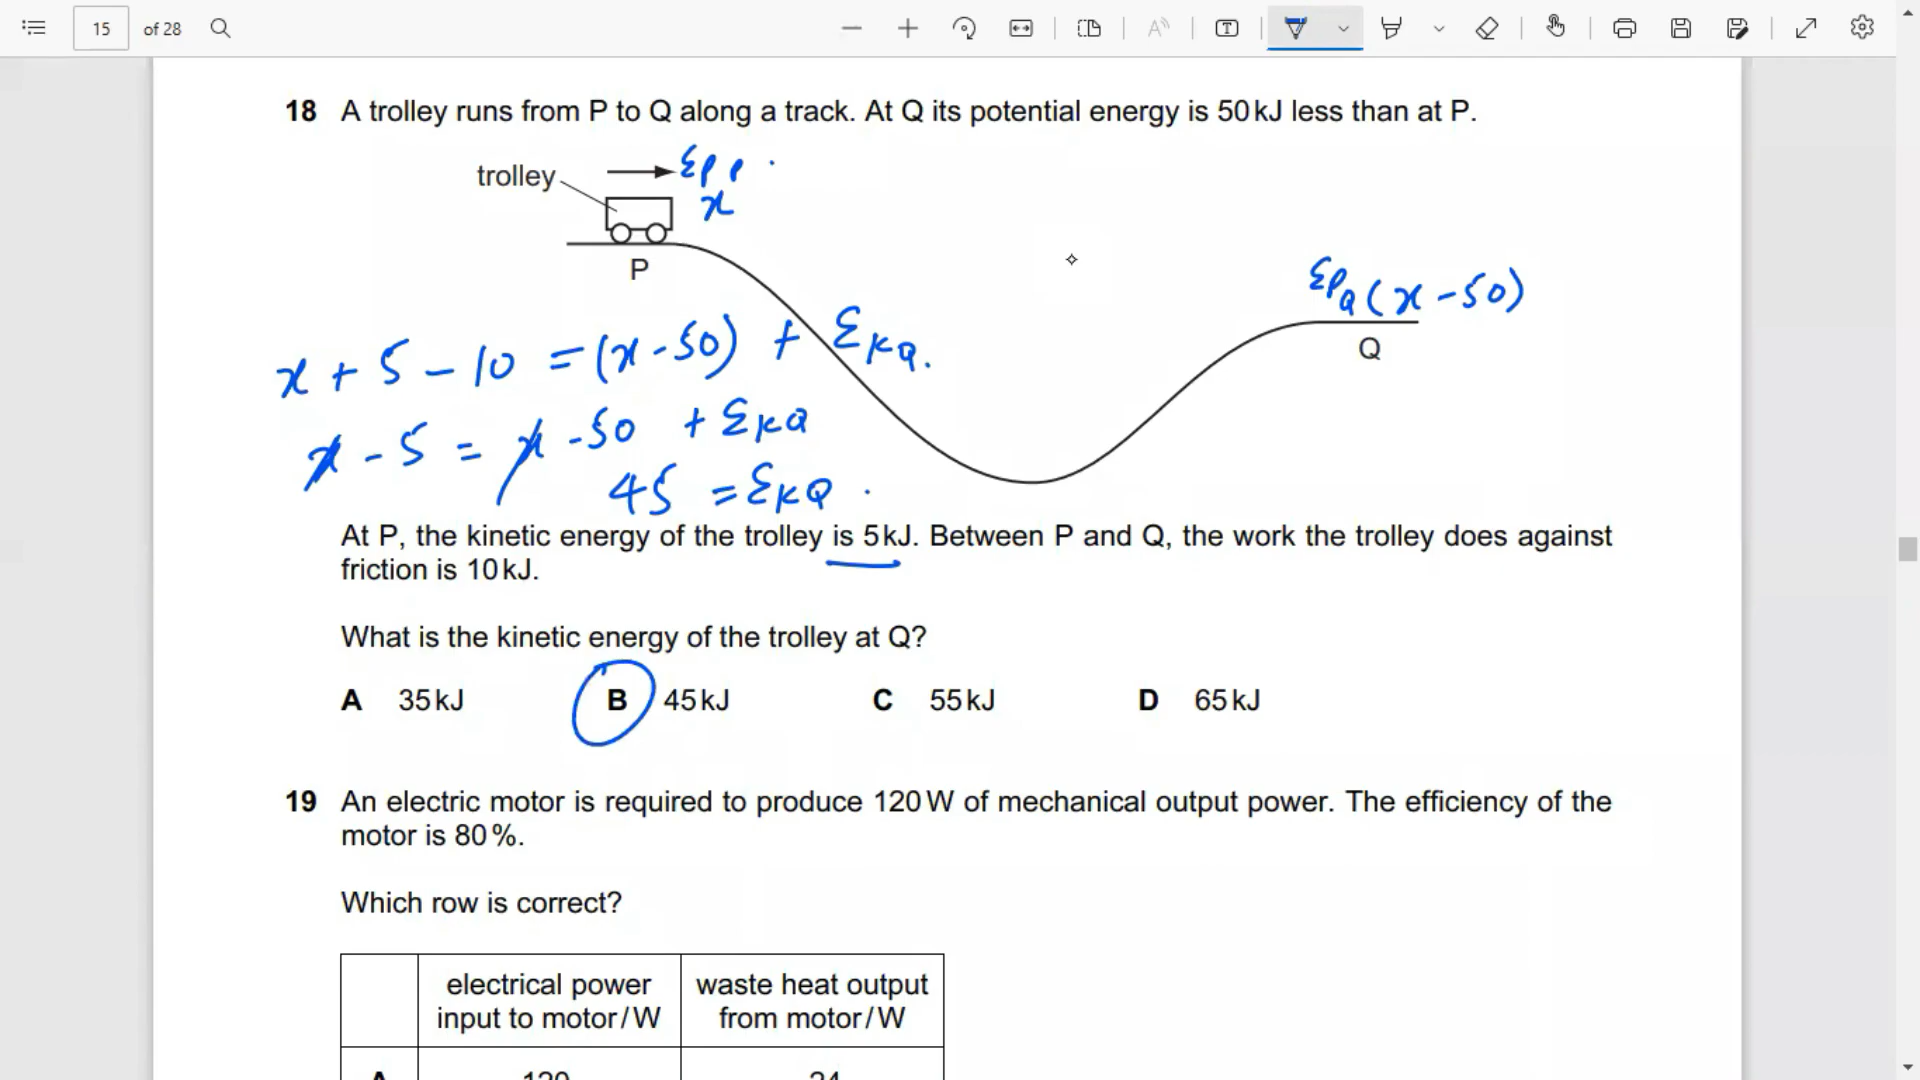 15 of 28
18 A trolley runs from P to Q along a track. At Q its potential energy is 50 kJ less than at P.
trolley
Epp
x
P
EpQ (x - 50)
Q
x + 5 - 10 = (x - 50) + EkQ.
x - 5 = x - 50 + EkQ
45 = EkQ.
At P, the kinetic energy of the trolley is 5 kJ. Between P and Q, the work the trolley does against
friction is 10 kJ.
What is the kinetic energy of the trolley at Q?
A 35 kJ B 45 kJ C 55 kJ D 65 kJ
19 An electric motor is required to produce 120 W of mechanical output power. The efficiency of the
motor is 80 %.
Which row is correct?
electrical power input to motor / W
waste heat output from motor / W
A 120 24